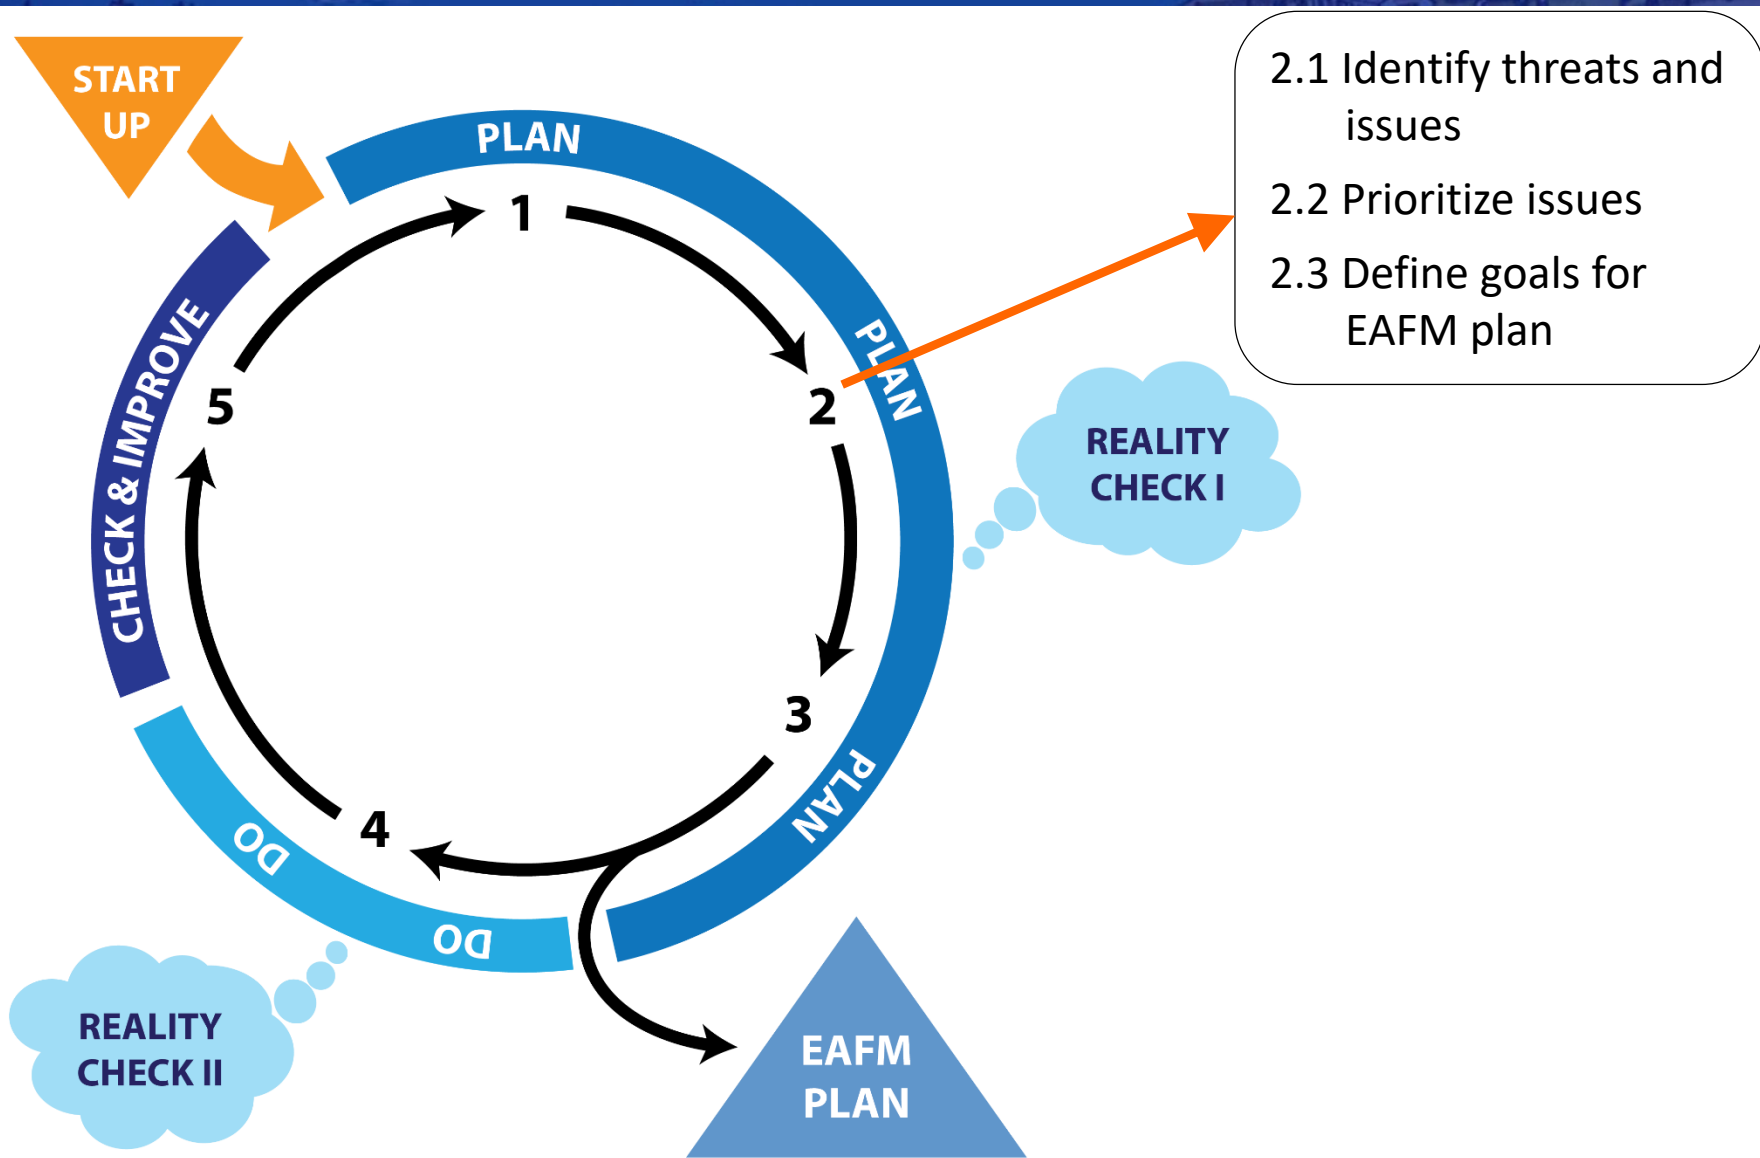 START
UP
PLAN
1
2.1 Identify threats and
issues
2.2 Prioritize issues
2.3 Define goals for
EAFM plan
PLAN
2
5
CHECK & IMPROVE
REALITY
CHECK I
3
PLAN
4
DO
DO
REALITY
CHECK II
EAFM
PLAN